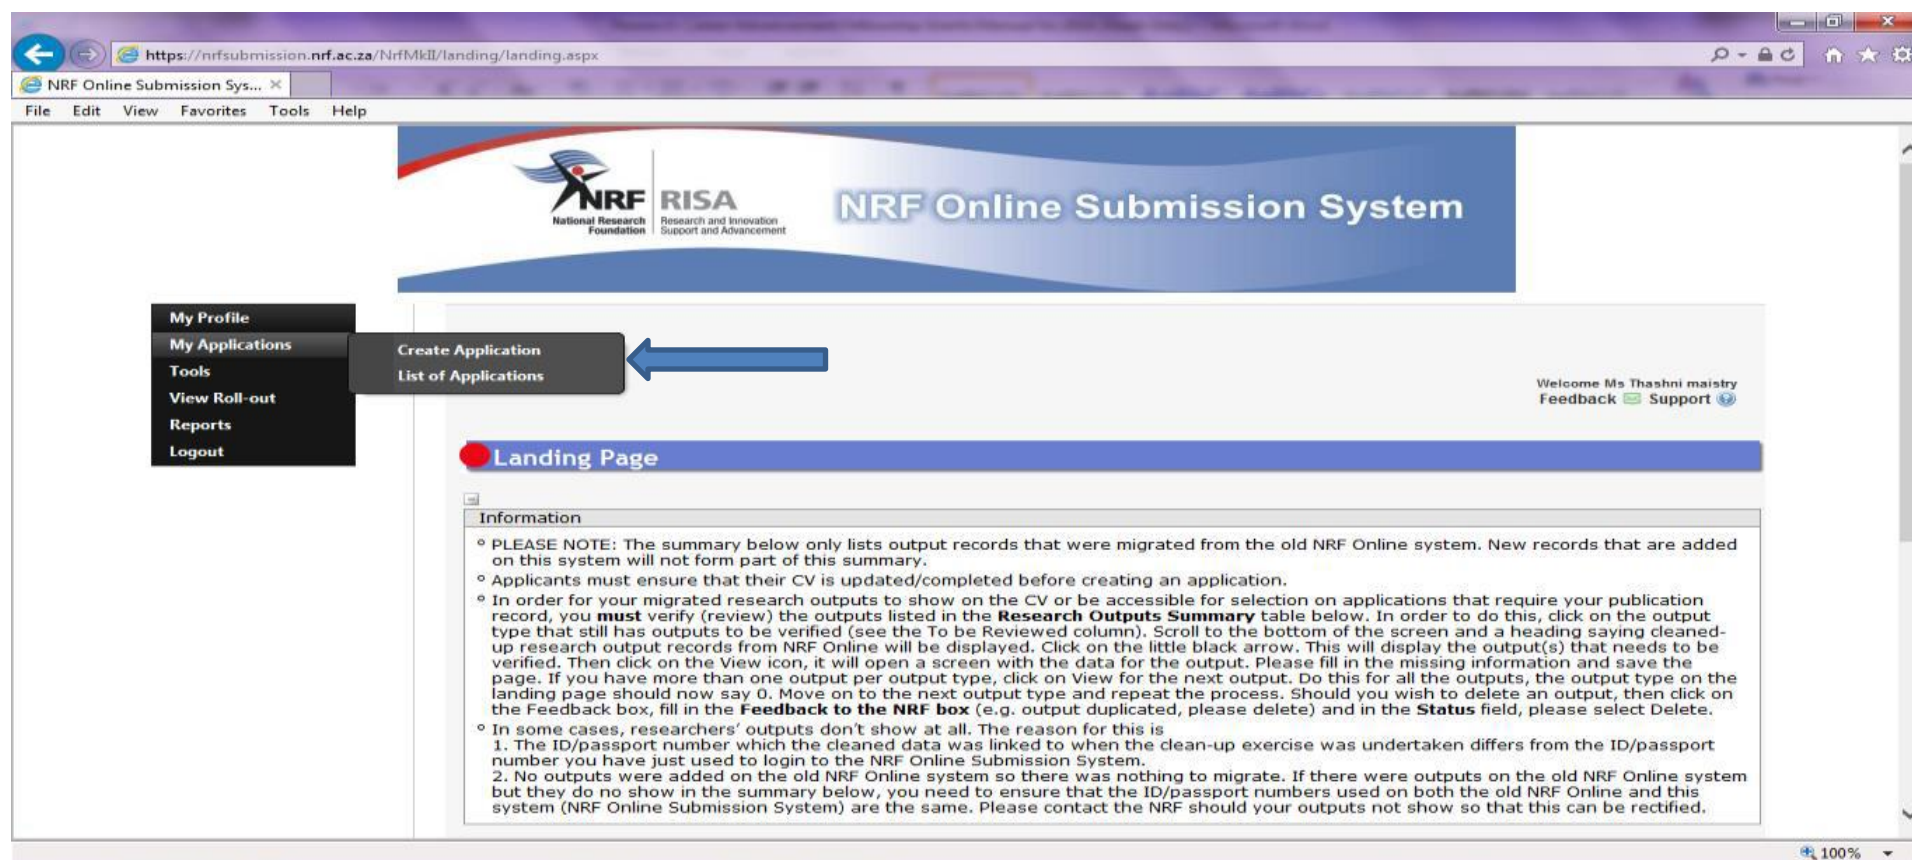 https://nrfsubmission.nrf.ac.za/NrfMkII/landing/landing.aspx
NRF Online Submission Sys...
File Edit View Favorites Tools Help
NRF
National Research
Foundation
RISA
Research and Innovation
Support and Advancement
NRF Online Submission System
My Profile
My Applications
Tools
View Roll-out
Reports
Logout
Create Application
List of Applications
Welcome Ms Thashni maistry
Feedback Support
Landing Page
Information
° PLEASE NOTE: The summary below only lists output records that were migrated from the old NRF Online system. New records that are added
on this system will not form part of this summary.
° Applicants must ensure that their CV is updated/completed before creating an application.
° In order for your migrated research outputs to show on the CV or be accessible for selection on applications that require your publication
record, you must verify (review) the outputs listed in the Research Outputs Summary table below. In order to do this, click on the output
type that still has outputs to be verified (see the To be Reviewed column). Scroll to the bottom of the screen and a heading saying cleaned-
up research output records from NRF Online will be displayed. Click on the little black arrow. This will display the output(s) that needs to be
verified. Then click on the View icon, it will open a screen with the data for the output. Please fill in the missing information and save the
page. If you have more than one output per output type, click on View for the next output. Do this for all the outputs, the output type on the
landing page should now say 0. Move on to the next output type and repeat the process. Should you wish to delete an output, then click on
the Feedback box, fill in the Feedback to the NRF box (e.g. output duplicated, please delete) and in the Status field, please select Delete.
° In some cases, researchers' outputs don't show at all. The reason for this is
1. The ID/passport number which the cleaned data was linked to when the clean-up exercise was undertaken differs from the ID/passport
number you have just used to login to the NRF Online Submission System.
2. No outputs were added on the old NRF Online system so there was nothing to migrate. If there were outputs on the old NRF Online system
but they do no show in the summary below, you need to ensure that the ID/passport numbers used on both the old NRF Online and this
system (NRF Online Submission System) are the same. Please contact the NRF should your outputs not show so that this can be rectified.
100%